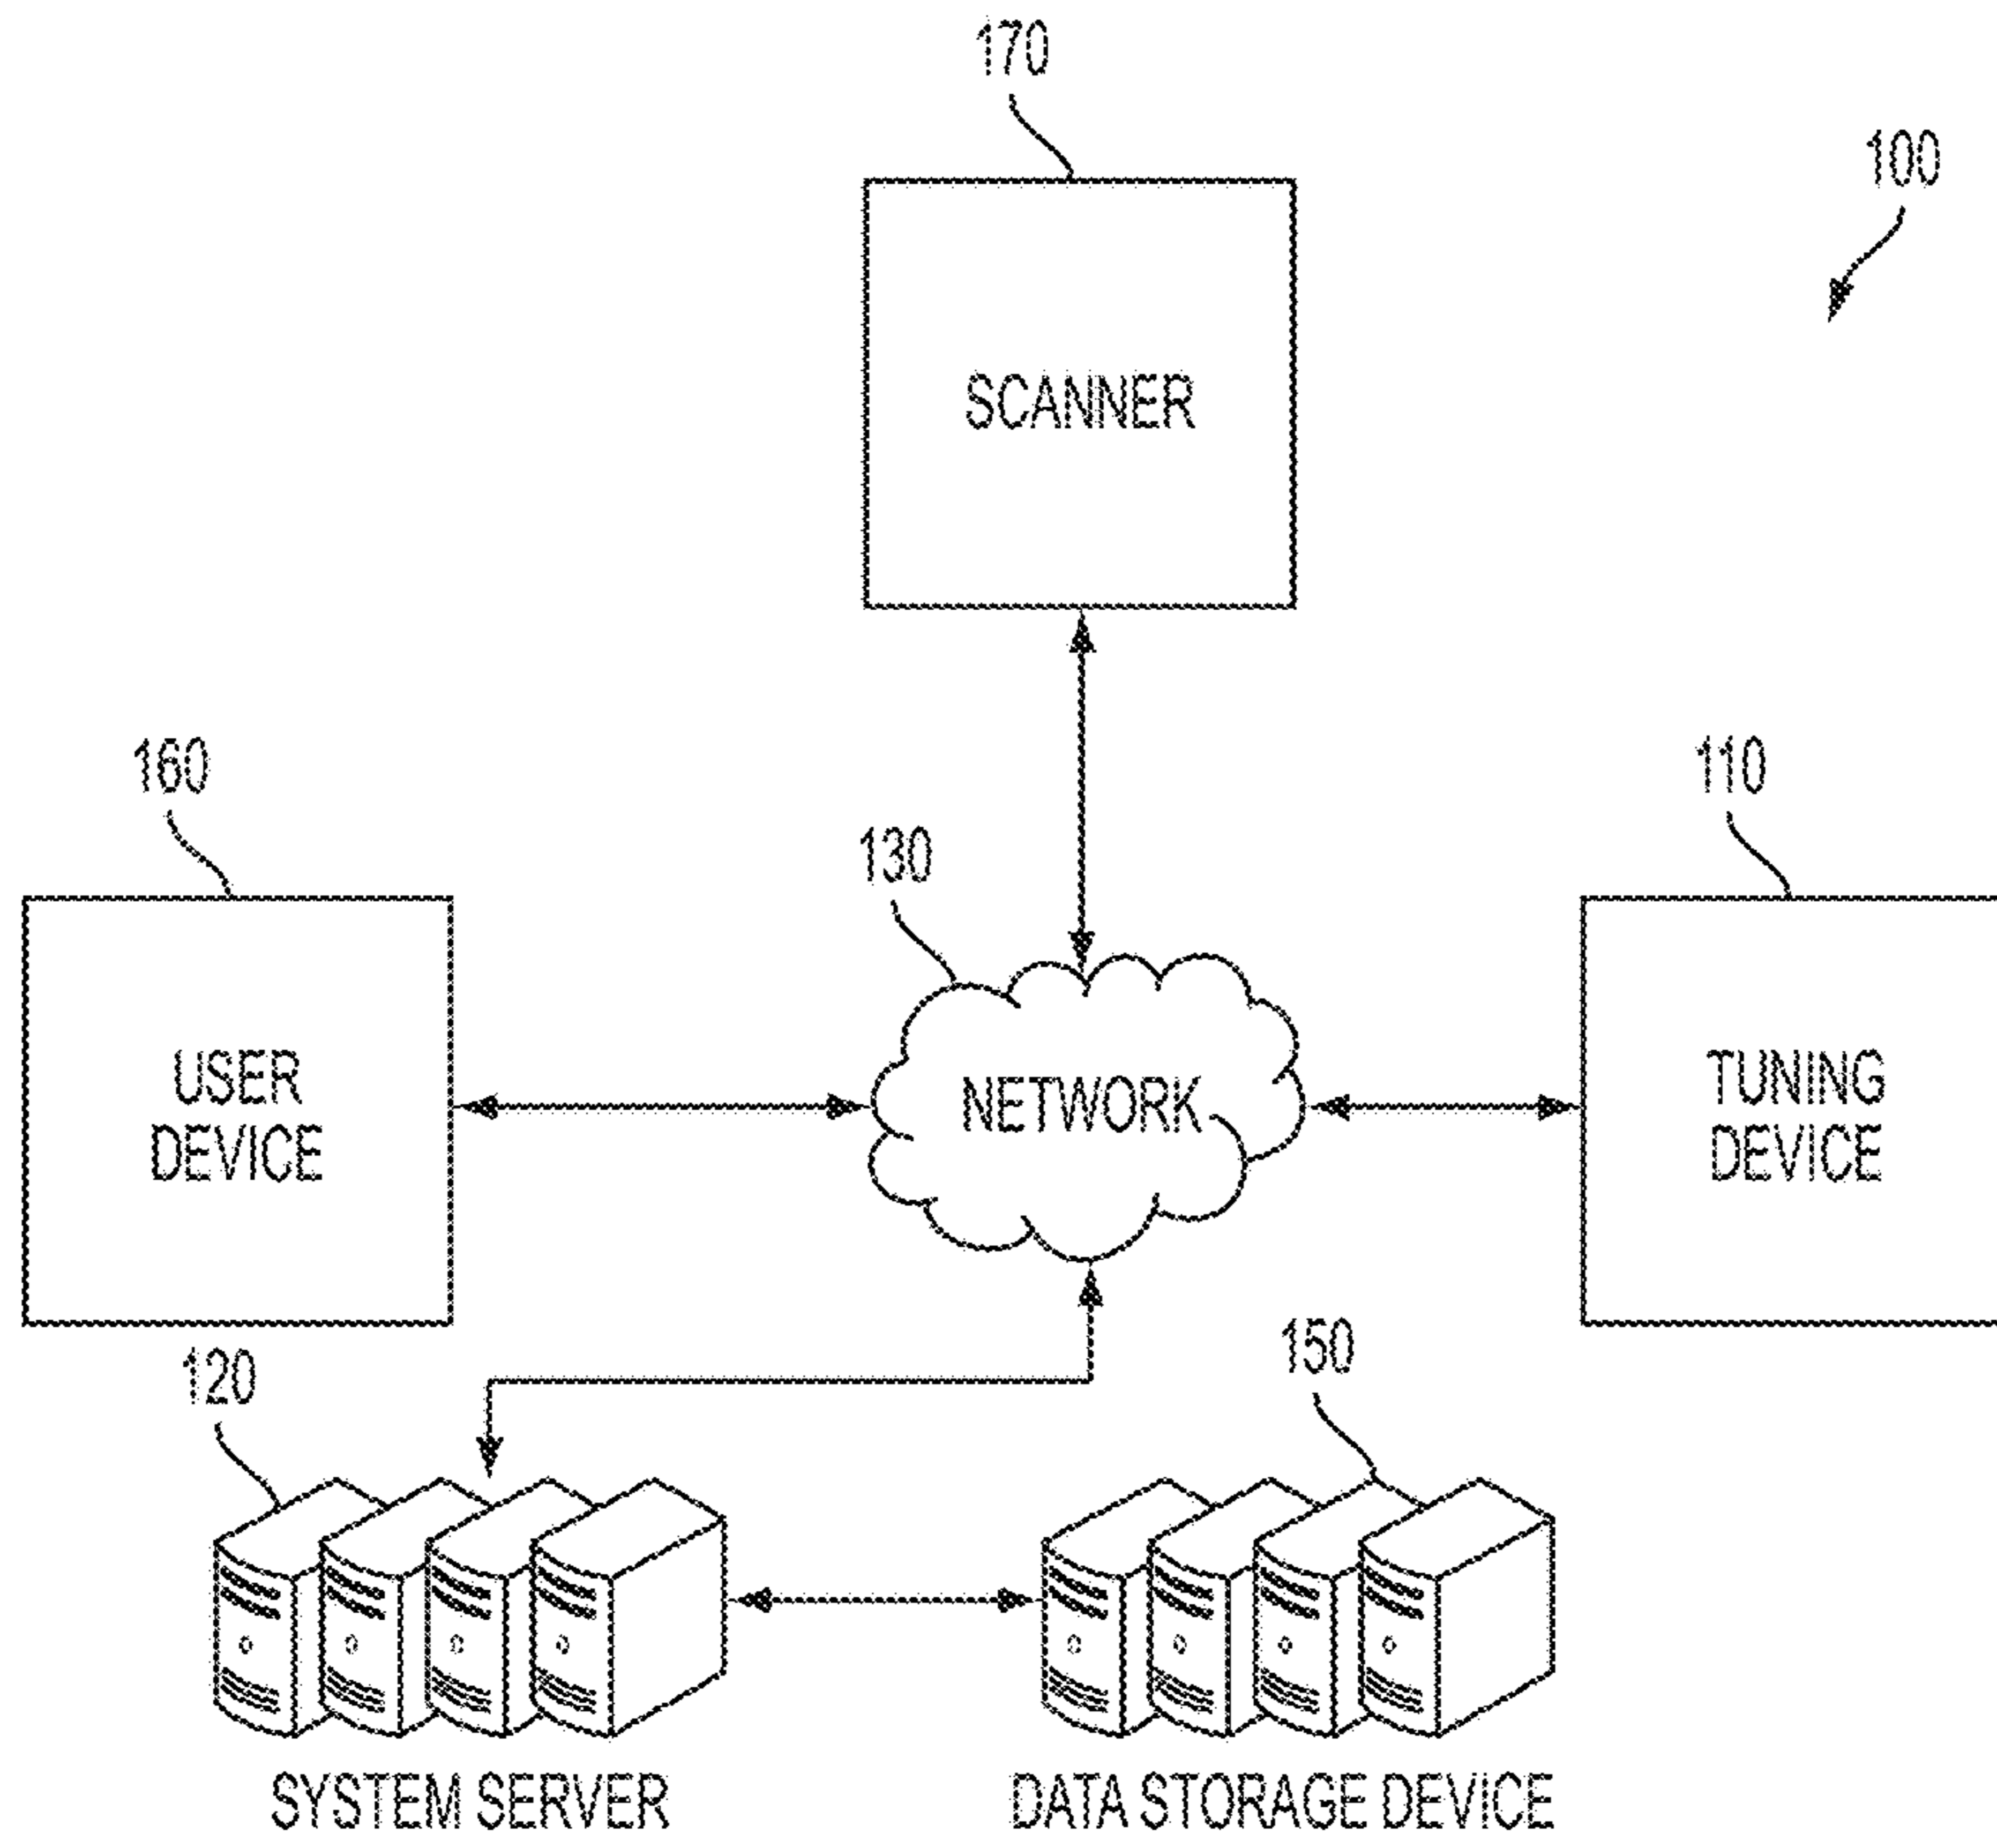 170
100
SCANNER
160
110
130
USER
DEVICE
NETWORK
TUNING
DEVICE
120
150
SYSTEM SERVER
DATA STORAGE DEVICE